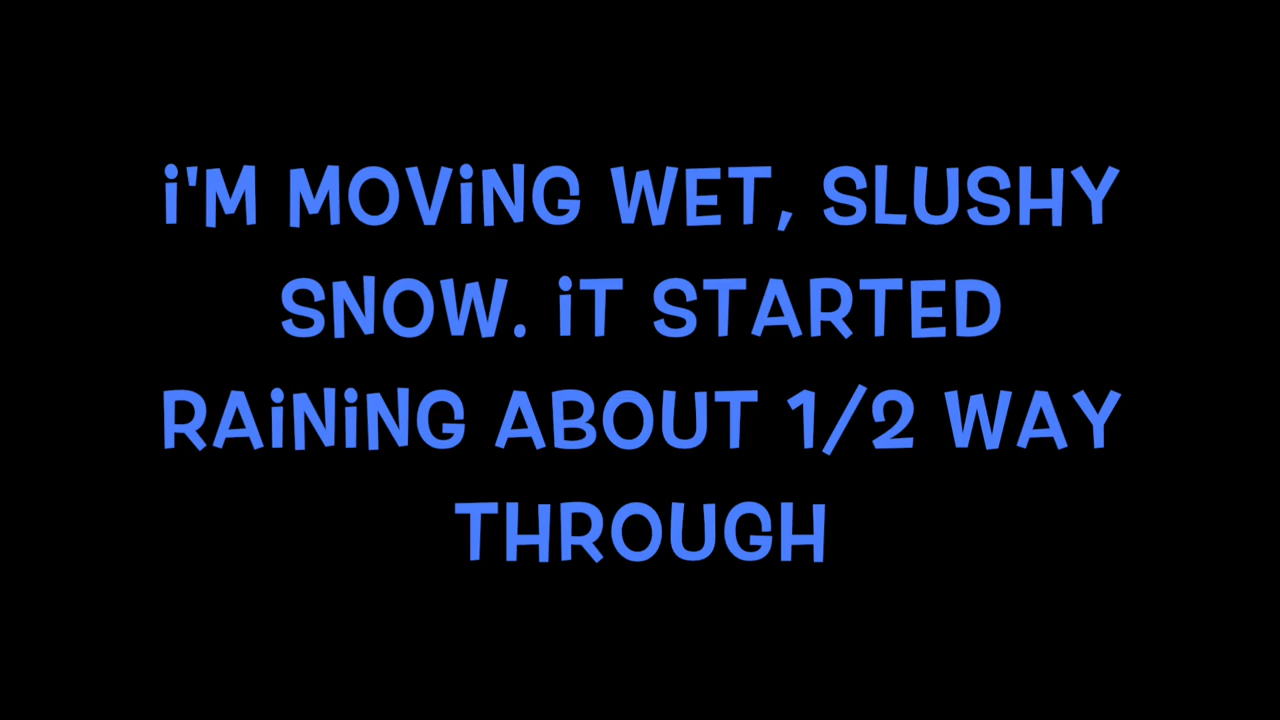 i'M MOViNG WET, SLUSHY
SNOW. iT STARTED
RAiNiNG ABOUT 1/2 WAY
THROUGH